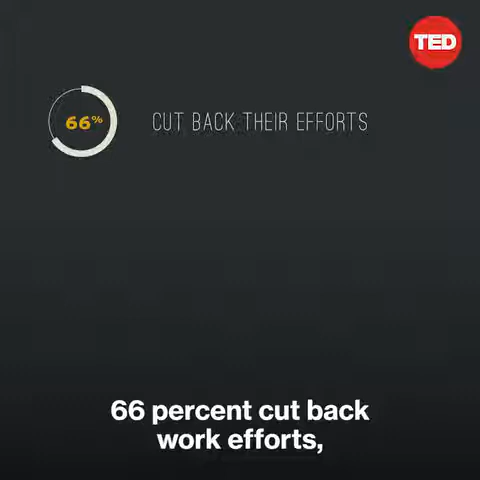 TED
66%
CUT BACK THEIR EFFORTS
66 percent cut back
work efforts,